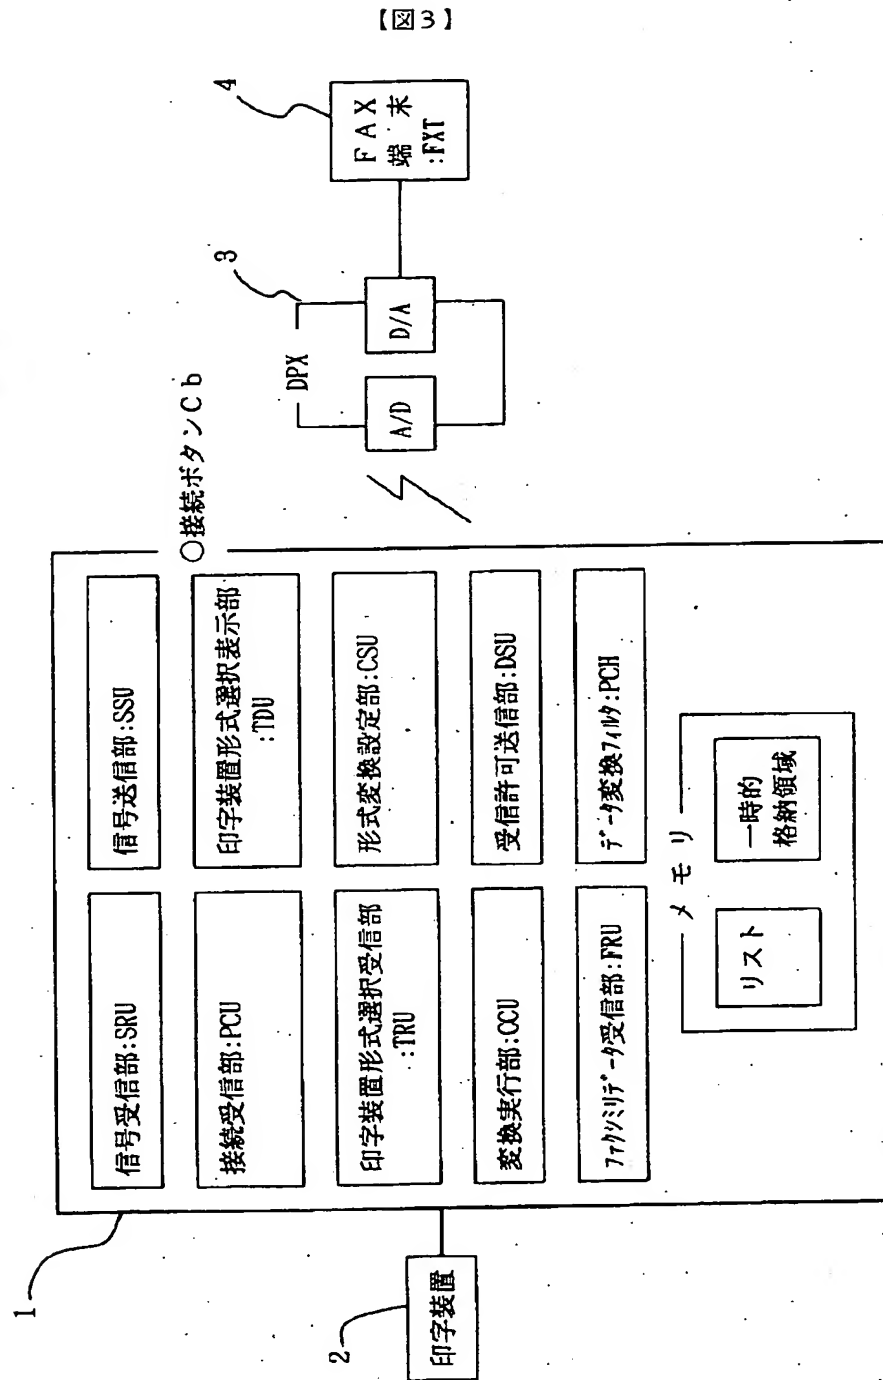 【図3】
1
信号受信部:SRU
信号送信部:SSU
○接続ボタンCb
接続受信部:PCU
印字装置形式選択表示部
:TDU
印字装置形式選択受信部
:TRU
形式変換設定部:CSU
変換実行部:CCU
受信許可送信部:DSU
ファクシミリデータ受信部:FRU
データ変換フィルタ:PCH
メモリ
リスト
一時的
格納領域
2
印字装置
3
DPX
A/D
D/A
4
FAX
端末
:FXT